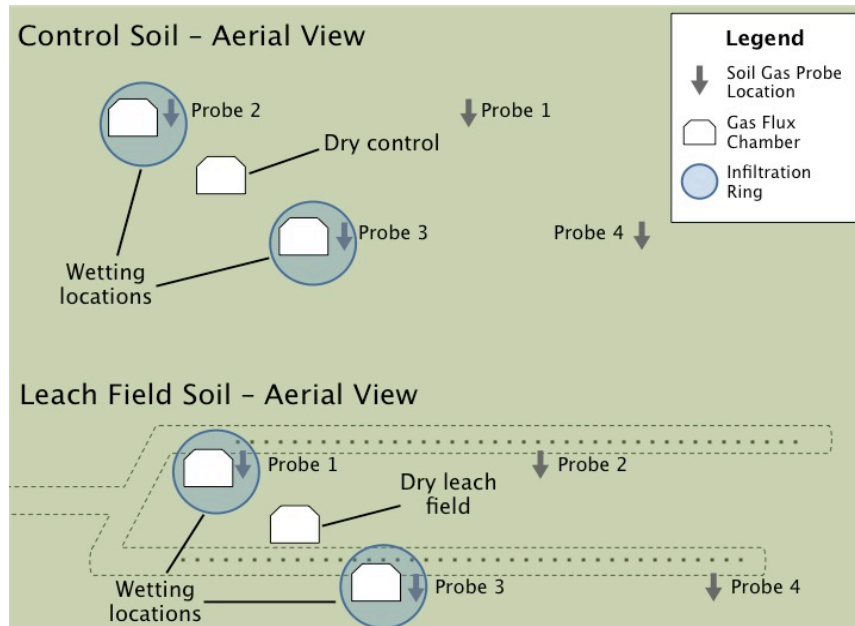 Control Soil – Aerial View
Legend
Soil Gas Probe
Location
Gas Flux
Chamber
Infiltration
Ring
Probe 2
Probe 1
Dry control
Probe 3
Probe 4
Wetting
locations
Leach Field Soil – Aerial View
Probe 1
Probe 2
Dry leach
field
Probe 3
Probe 4
Wetting
locations